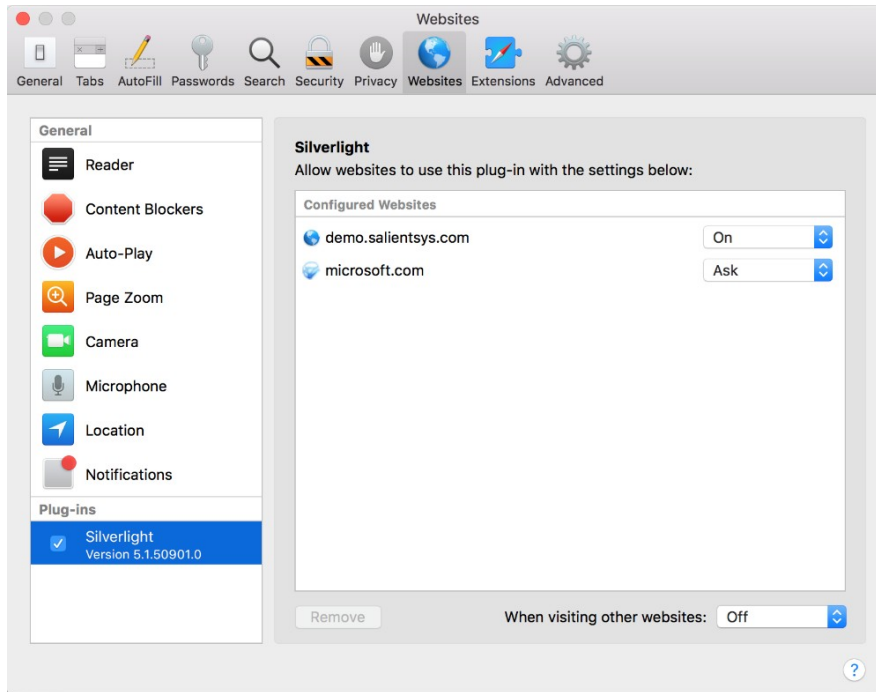 Websites
General Tabs AutoFill Passwords Search Security Privacy Websites Extensions Advanced
General
Reader
Content Blockers
Auto-Play
Page Zoom
Camera
Microphone
Location
Notifications
Plug-ins
Silverlight
Version 5.1.50901.0
Silverlight
Allow websites to use this plug-in with the settings below:
Configured Websites
demo.salientsys.com On
microsoft.com Ask
Remove When visiting other websites: Off
?